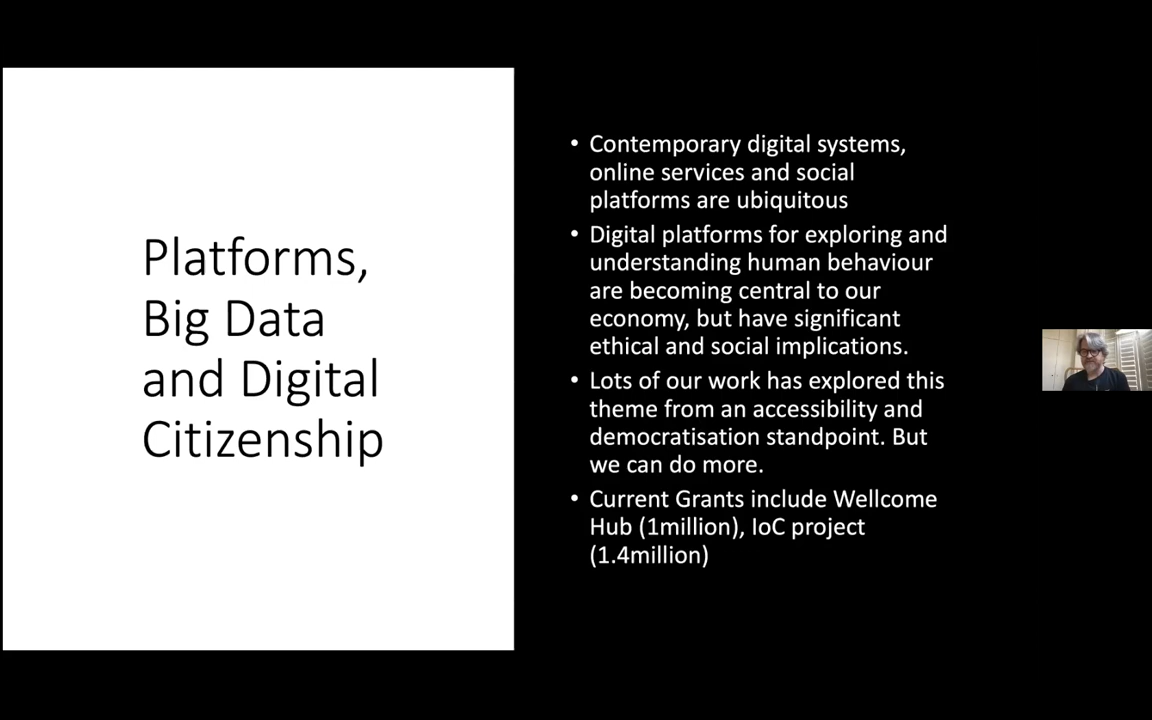 Platforms,
Big Data
and Digital
Citizenship
• Contemporary digital systems,
online services and social
platforms are ubiquitous
• Digital platforms for exploring and
understanding human behaviour
are becoming central to our
economy, but have significant
ethical and social implications.
• Lots of our work has explored this
theme from an accessibility and
democratisation standpoint. But
we can do more.
• Current Grants include Wellcome
Hub (1million), IoC project
(1.4million)